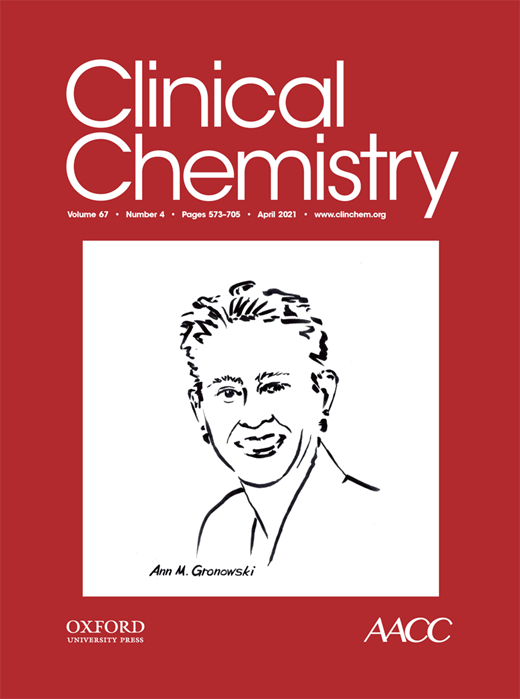 Clinical
Chemistry
Volume 67 • Number 4 • Pages 573–705 • April 2021 • www.clinchem.org
Ann M. Gronowski
OXFORD
UNIVERSITY PRESS
AACC